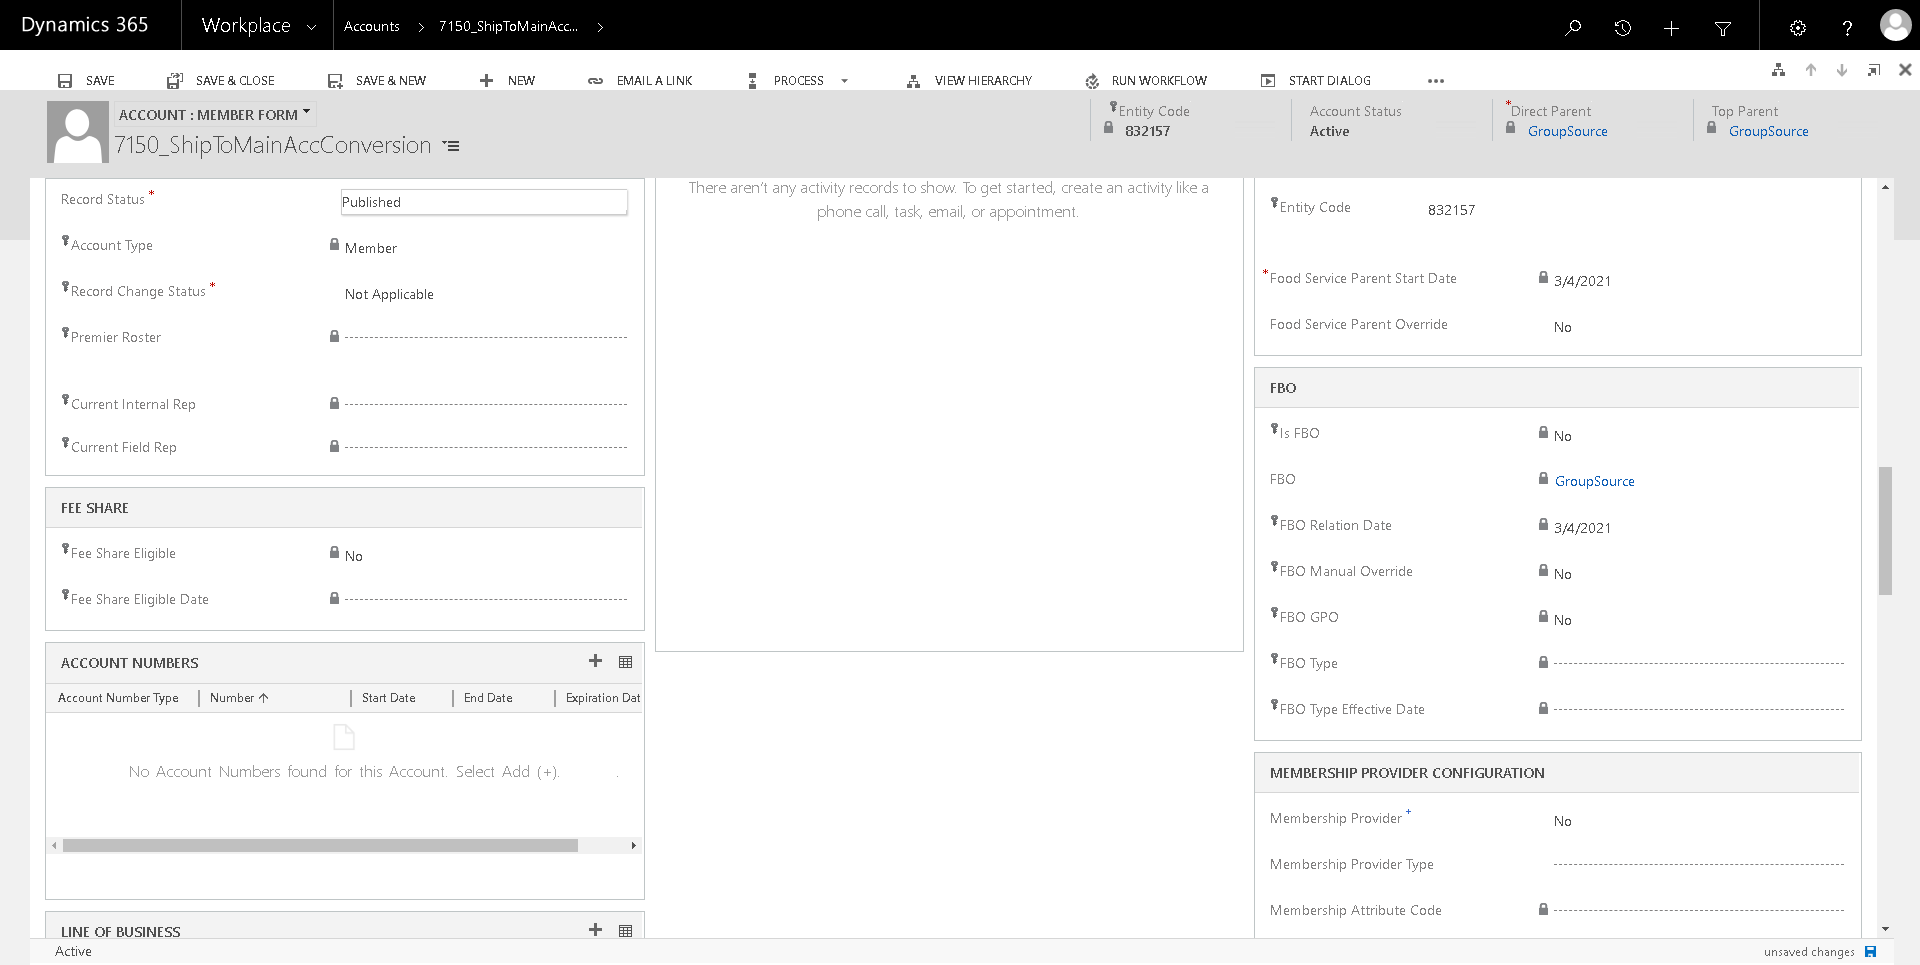 Dynamics 365
Workplace
Accounts > 7150_ShipToMainAcc... >
SAVE
SAVE & CLOSE
SAVE & NEW
NEW
EMAIL A LINK
PROCESS
VIEW HIERARCHY
RUN WORKFLOW
START DIALOG
...
ACCOUNT : MEMBER FORM
7150_ShipToMainAccConversion
Entity Code
832157
Account Status
Active
*Direct Parent
GroupSource
Top Parent
GroupSource
Record Status *
Published
Account Type
Member
Record Change Status *
Not Applicable
Premier Roster
Current Internal Rep
Current Field Rep
FEE SHARE
Fee Share Eligible
No
Fee Share Eligible Date
ACCOUNT NUMBERS
Account Number Type | Number ↑ | Start Date | End Date | Expiration Dat
No Account Numbers found for this Account. Select Add (+). .
LINE OF BUSINESS
There aren't any activity records to show. To get started, create an activity like a
phone call, task, email, or appointment.
Entity Code
832157
*Food Service Parent Start Date
3/4/2021
Food Service Parent Override
No
FBO
Is FBO
No
FBO
GroupSource
FBO Relation Date
3/4/2021
FBO Manual Override
No
FBO GPO
No
FBO Type
FBO Type Effective Date
MEMBERSHIP PROVIDER CONFIGURATION
Membership Provider +
No
Membership Provider Type
Membership Attribute Code
Active
unsaved changes